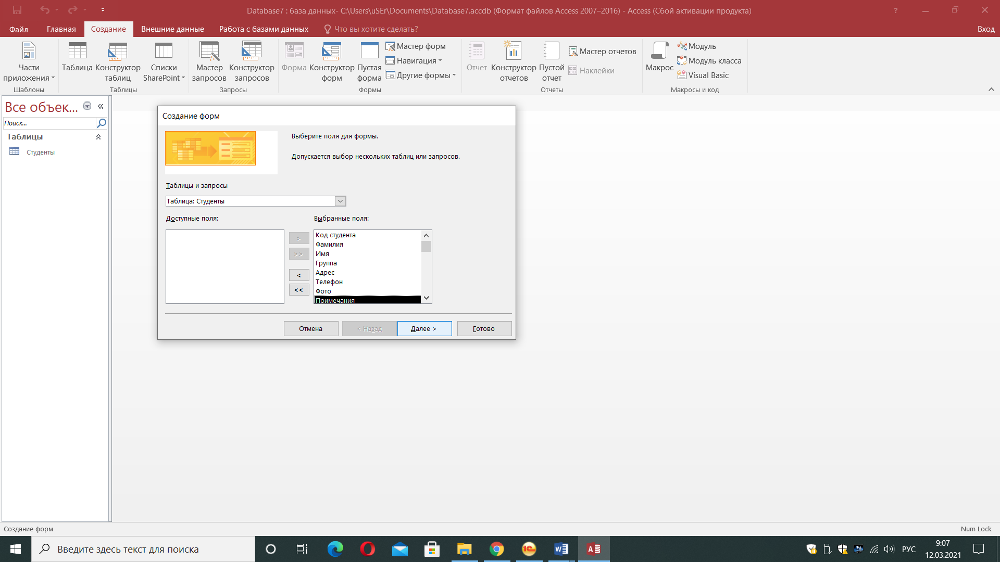 Database7 : база данных- C:\Users\uSEr\Documents\Database7.accdb (Формат файлов Access 2007–2016) - Access (Сбой активации продукта)
?
Файл Главная Создание Внешние данные Работа с базами данных Что вы хотите сделать? Вход
Части приложения
Таблица
Конструктор таблиц
Списки SharePoint
Мастер запросов
Конструктор запросов
Форма
Конструктор форм
Пустая форма
Мастер форм
Навигация
Другие формы
Отчет
Конструктор отчетов
Пустой отчет
Мастер отчетов
Наклейки
Макрос
Модуль
Модуль класса
Visual Basic
Шаблоны Таблицы Запросы Формы Отчеты Макросы и код
Все объек... «
Поиск...
Таблицы
Студенты
Создание форм
Выберите поля для формы.
Допускается выбор нескольких таблиц или запросов.
Таблицы и запросы
Таблица: Студенты
Доступные поля: Выбранные поля:
>
>>
<
<<
Код студента
Фамилия
Имя
Группа
Адрес
Телефон
Фото
Примечания
Отмена < Назад Далее > Готово
Создание форм Num Lock
Введите здесь текст для поиска
1С
W
A
РУС
9:07
12.03.2021